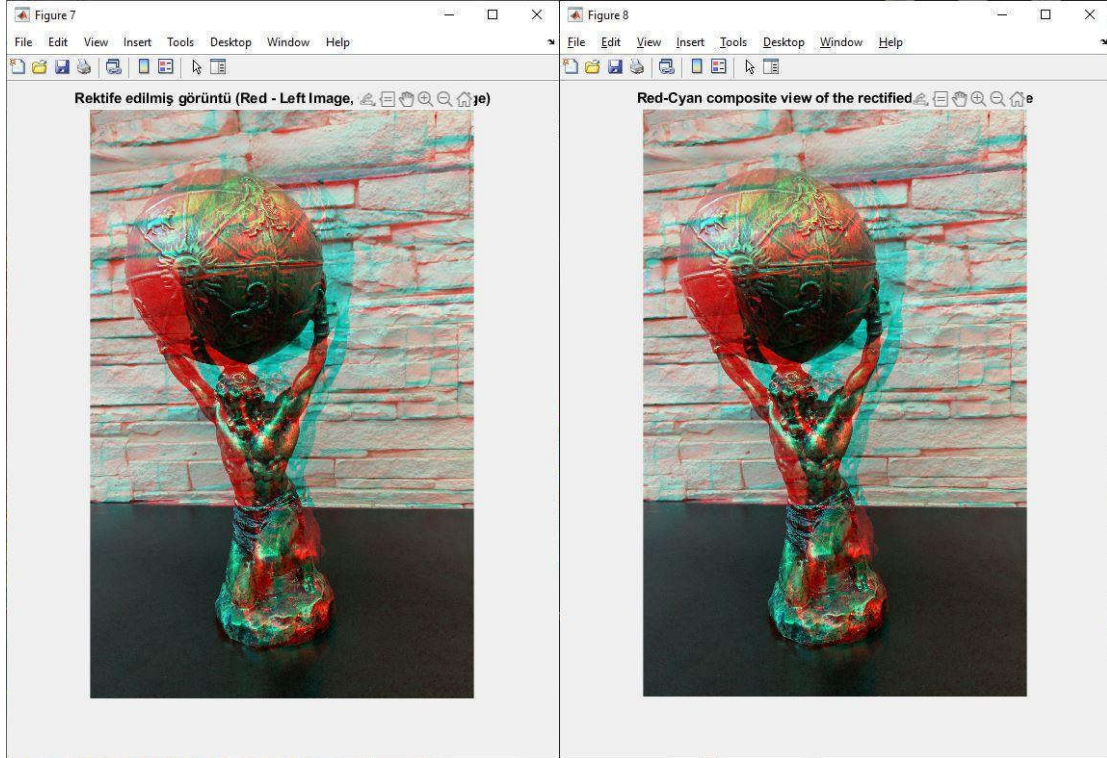 Figure 7
File Edit View Insert Tools Desktop Window Help
Rektife edilmiş görüntü (Red - Left Image,
Figure 8
File Edit View Insert Tools Desktop Window Help
Red-Cyan composite view of the rectified